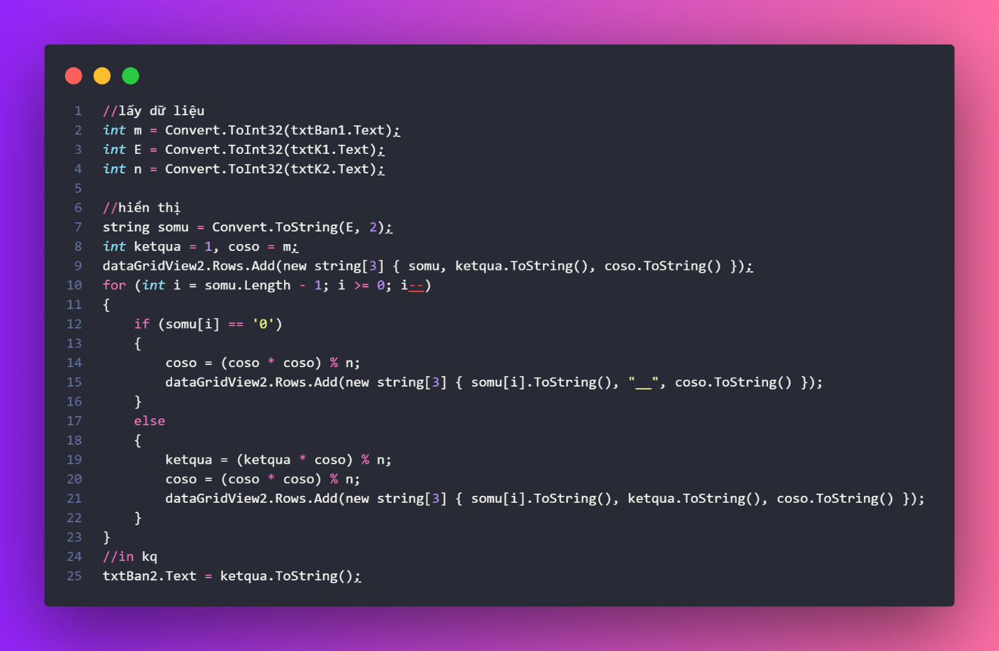 1 //lấy dữ liệu
2 int m = Convert.ToInt32(txtBan1.Text);
3 int E = Convert.ToInt32(txtK1.Text);
4 int n = Convert.ToInt32(txtK2.Text);
5
6 //hiển thị
7 string somu = Convert.ToString(E, 2);
8 int ketqua = 1, coso = m;
9 dataGridView2.Rows.Add(new string[3] { somu, ketqua.ToString(), coso.ToString() });
10 for (int i = somu.Length - 1; i >= 0; i--)
11 {
12     if (somu[i] == '0')
13     {
14         coso = (coso * coso) % n;
15         dataGridView2.Rows.Add(new string[3] { somu[i].ToString(), "__", coso.ToString() });
16     }
17     else
18     {
19         ketqua = (ketqua * coso) % n;
20         coso = (coso * coso) % n;
21         dataGridView2.Rows.Add(new string[3] { somu[i].ToString(), ketqua.ToString(), coso.ToString() });
22     }
23 }
24 //in kq
25 txtBan2.Text = ketqua.ToString();